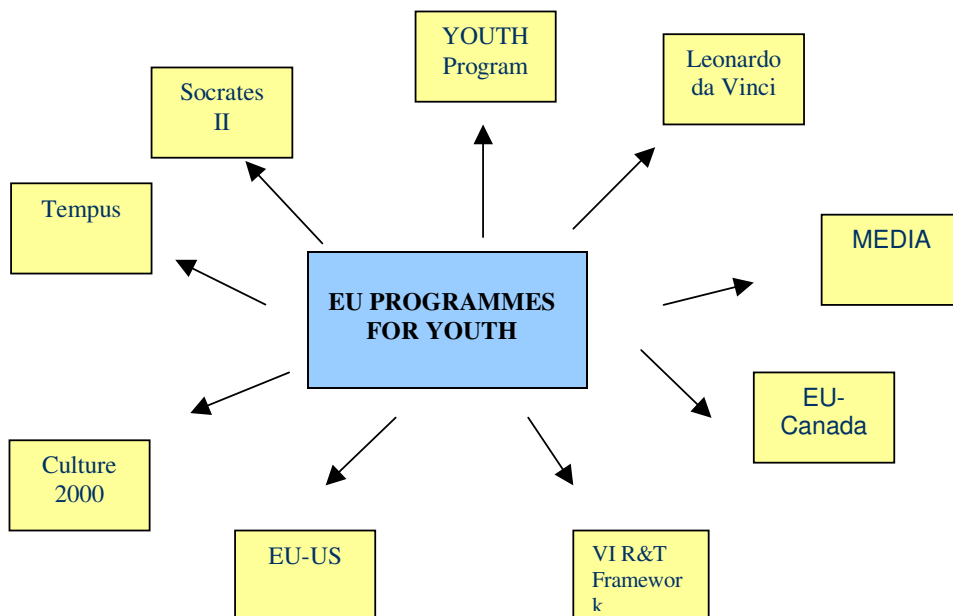 YOUTH
Program
Leonardo
da Vinci
Socrates
II
Tempus
MEDIA
EU PROGRAMMES
FOR YOUTH
EU-
Canada
Culture
2000
EU-US
VI R&T
Framewor
k